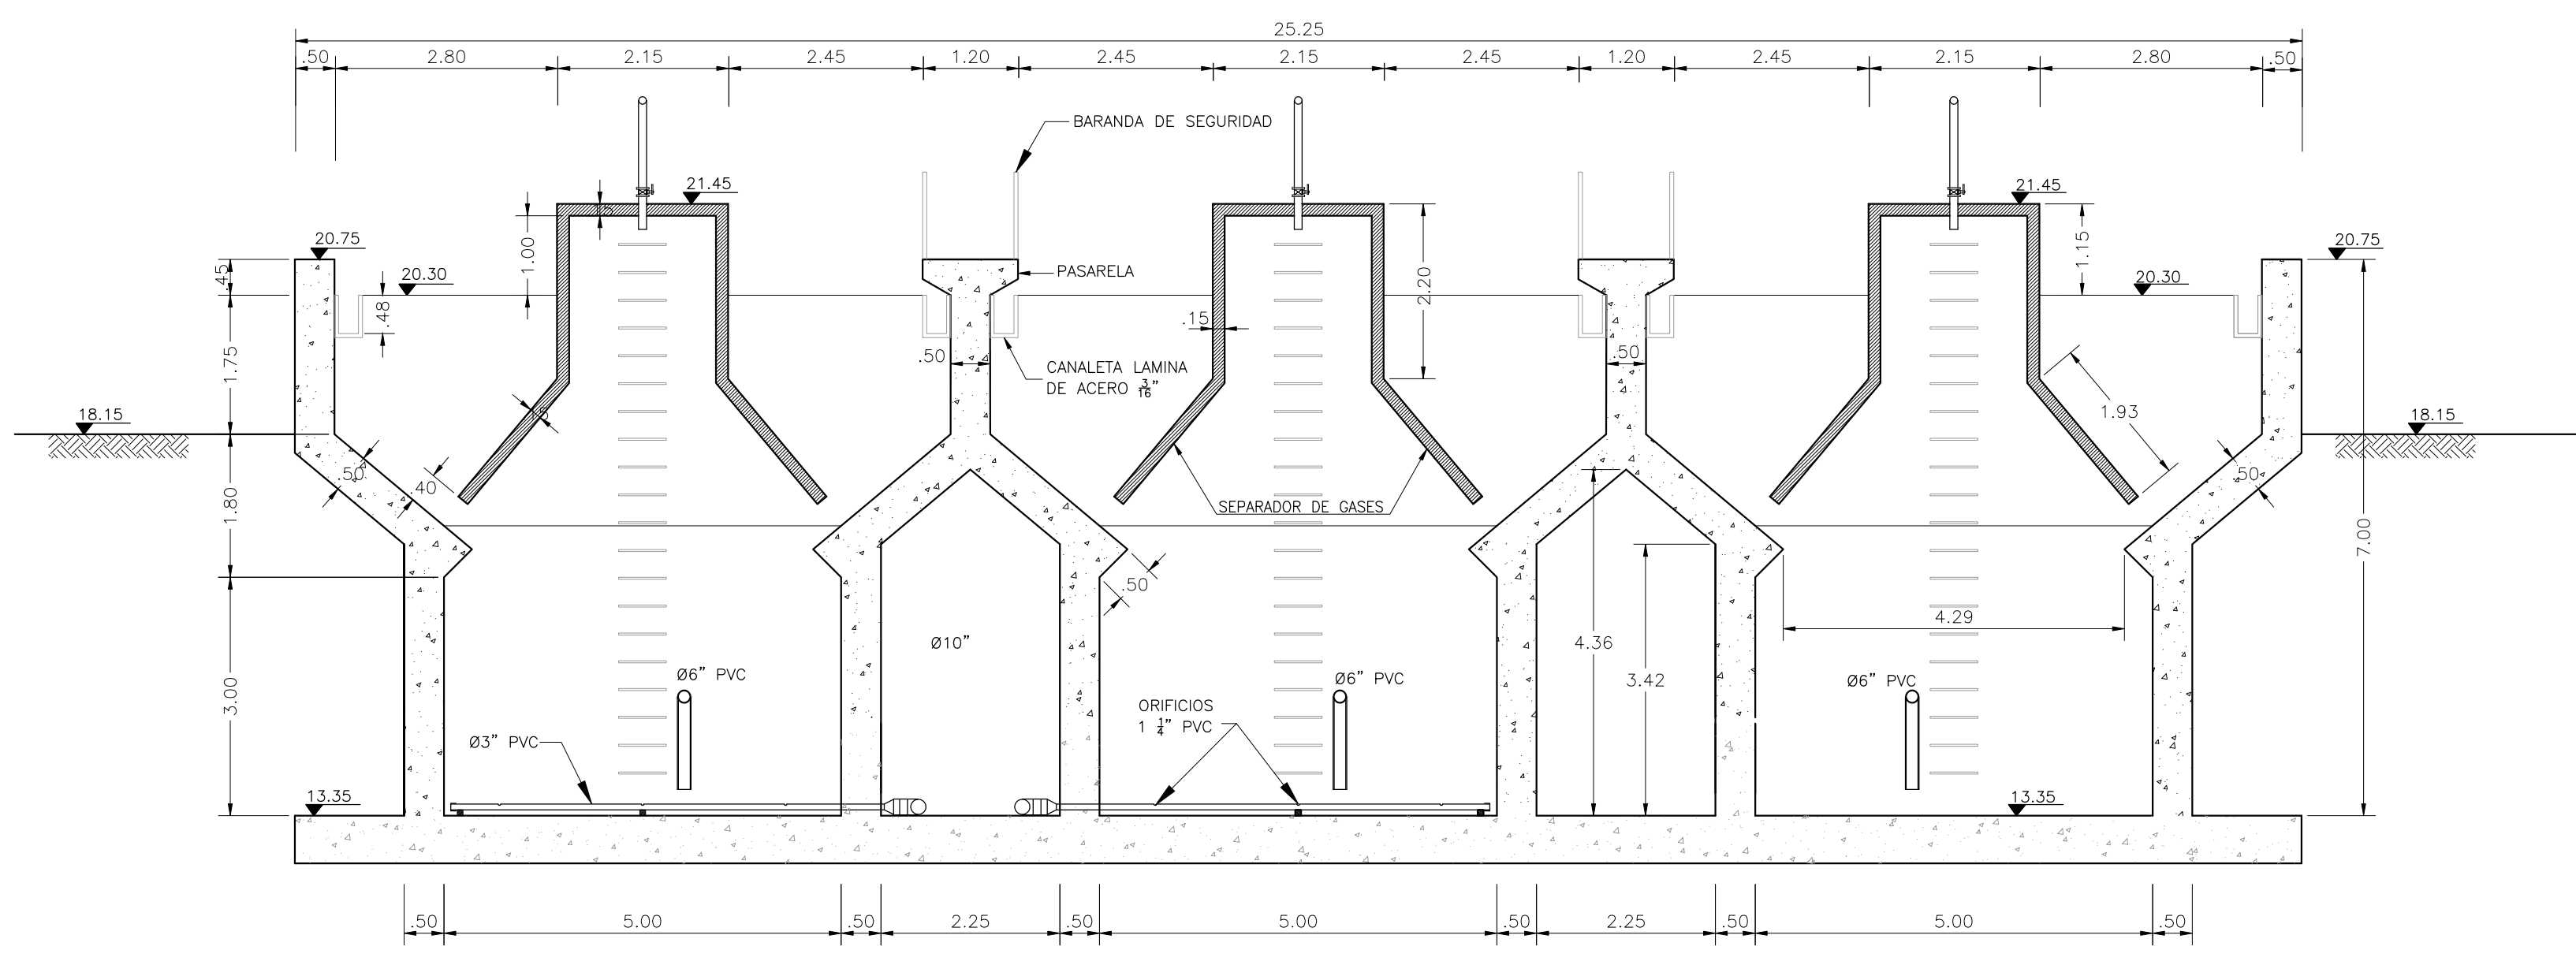 25.25
.50 2.80 2.15 2.45 1.20 2.45 2.15 2.45 1.20 2.45 2.15 2.80 .50
BARANDA DE SEGURIDAD
21.45
21.45
15
20.75
1.00
1.15
20.75
PASARELA
.45
20.30
20.30
2.20
.48
.15
.50
.50
1.75
CANALETA LAMINA
DE ACERO 3/16”
18.15
15
1.93
18.15
.50
.40
.50
1.80
SEPARADOR DE GASES
7.00
.50
4.29
Ø10”
4.36
3.42
Ø6” PVC
Ø6” PVC
Ø6” PVC
3.00
ORIFICIOS
1 1/4” PVC
Ø3” PVC
13.35
13.35
.50 5.00 .50 2.25 .50 5.00 .50 2.25 .50 5.00 .50